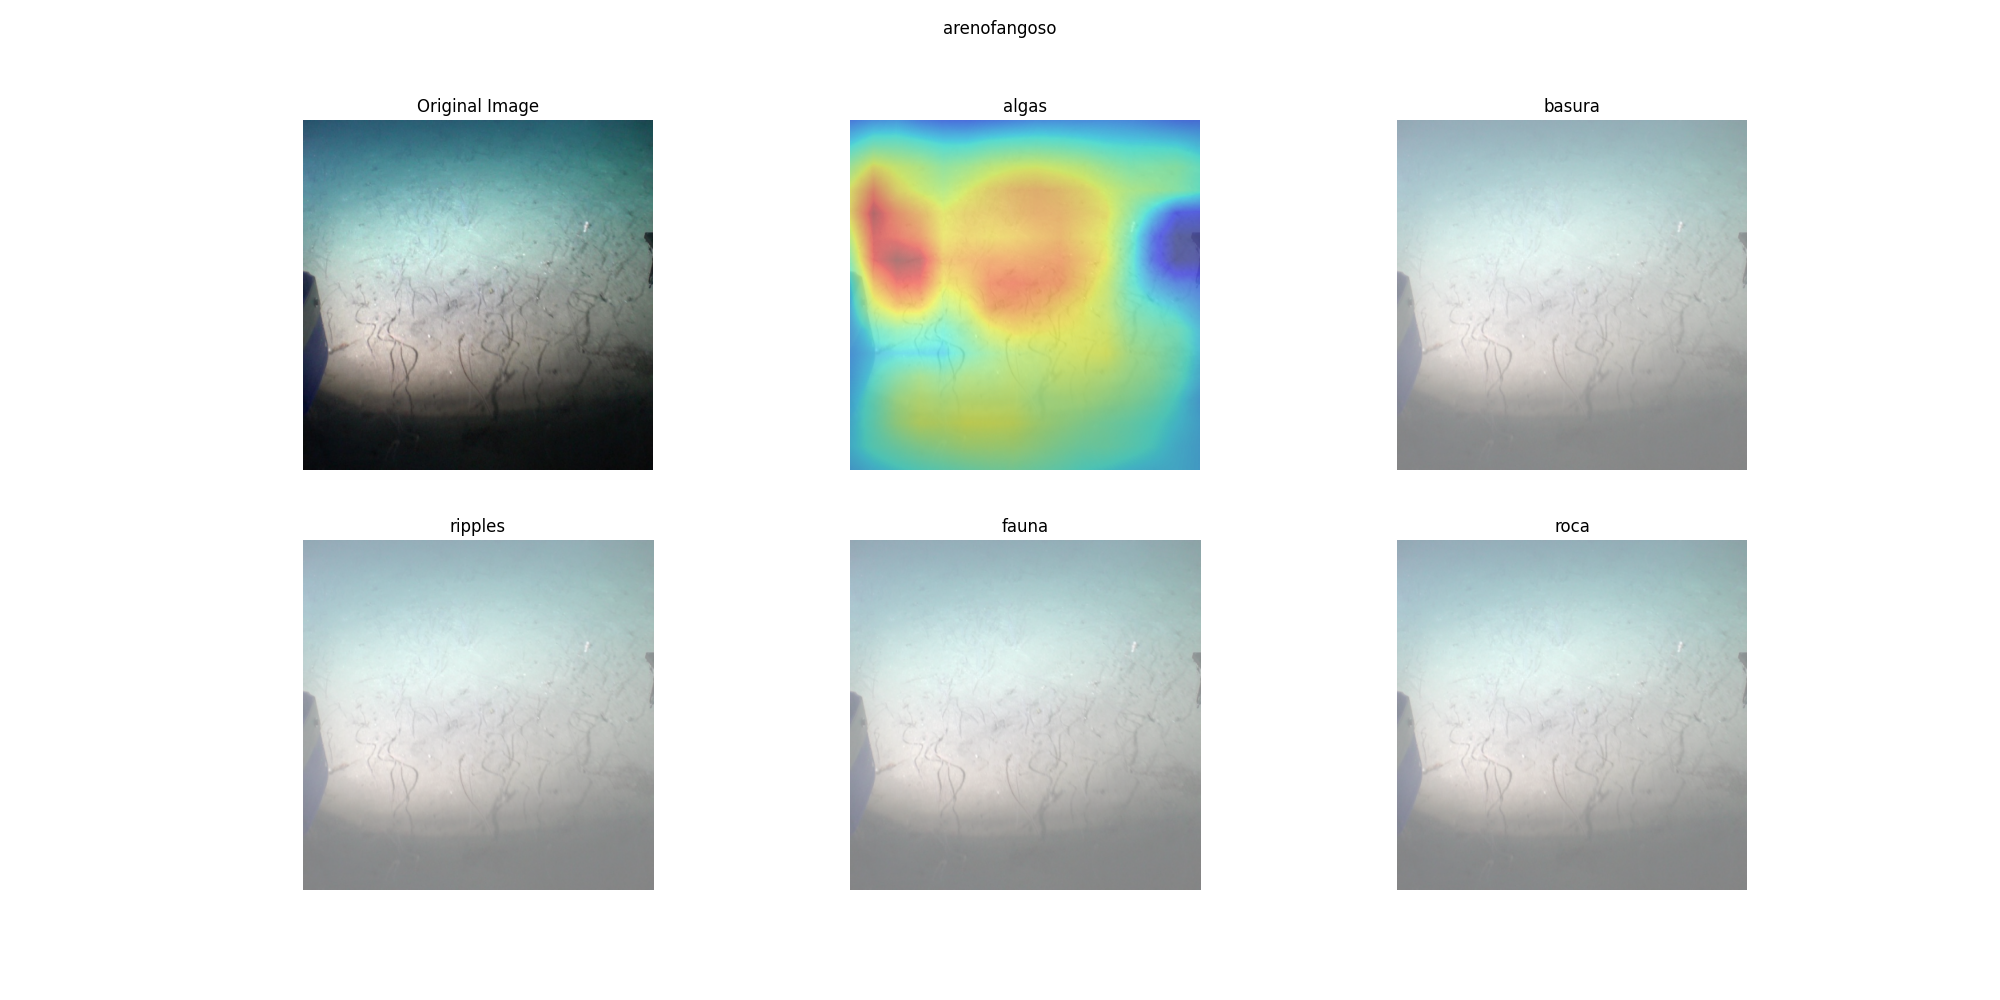 arenofangoso
Original Image
algas
basura
ripples
fauna
roca